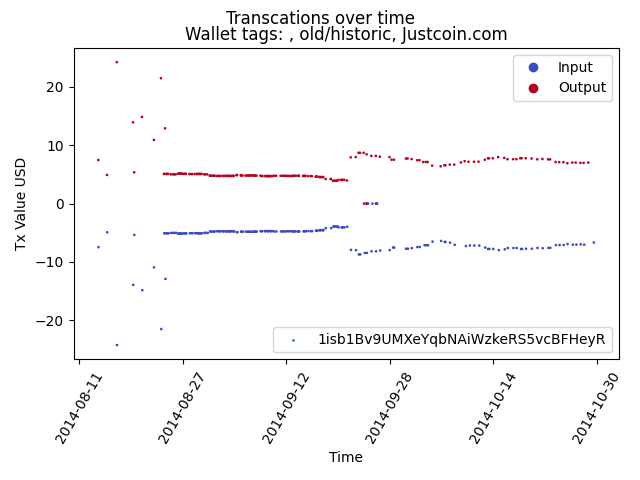 Transcations over time
Wallet tags: , old/historic, Justcoin.com
Input
Output
20
10
0
−10
−20
Tx Value USD
1isb1Bv9UMXeYqbNAiWzkeRS5vcBFHeyR
2014-08-11
2014-08-27
2014-09-12
2014-09-28
2014-10-14
2014-10-30
Time